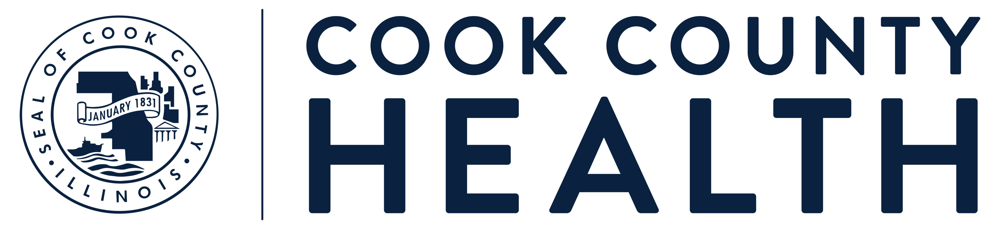 SEAL OF COOK COUNTY
• ILLINOIS •
JANUARY 1831
COOK COUNTY
HEALTH